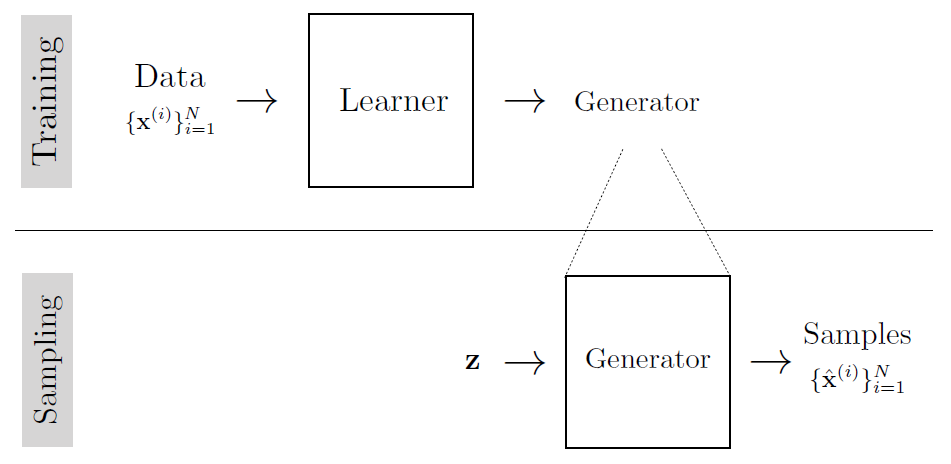 Training
Data
{x^(i)}_{i=1}^N
→
Learner
→
Generator
Sampling
z
→
Generator
→
Samples
{x̂^(i)}_{i=1}^N